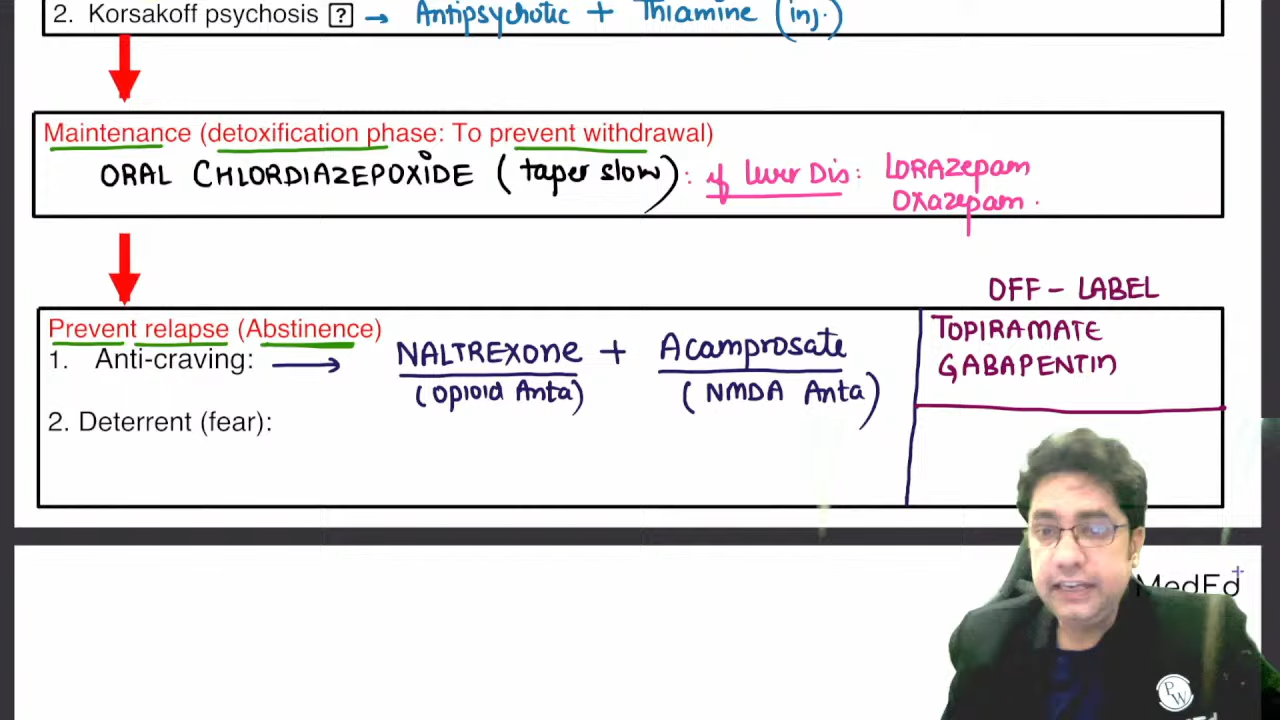 2. Korsakoff psychosis ? → Antipsychotic + Thiamine (inj.)
Maintenance (detoxification phase: To prevent withdrawal)
ORAL CHLORDIAZEPOXIDE (taper slow) : if liver Dis : LORAZEPAM
OXAZEPAM .
OFF - LABEL
Prevent relapse (Abstinence)
1. Anti-craving: → NALTREXONE + Acamprosate
(Opioid Anta) (NMDA Anta)
TOPIRAMATE
GABAPENTIN
2. Deterrent (fear):
MedEd
PW